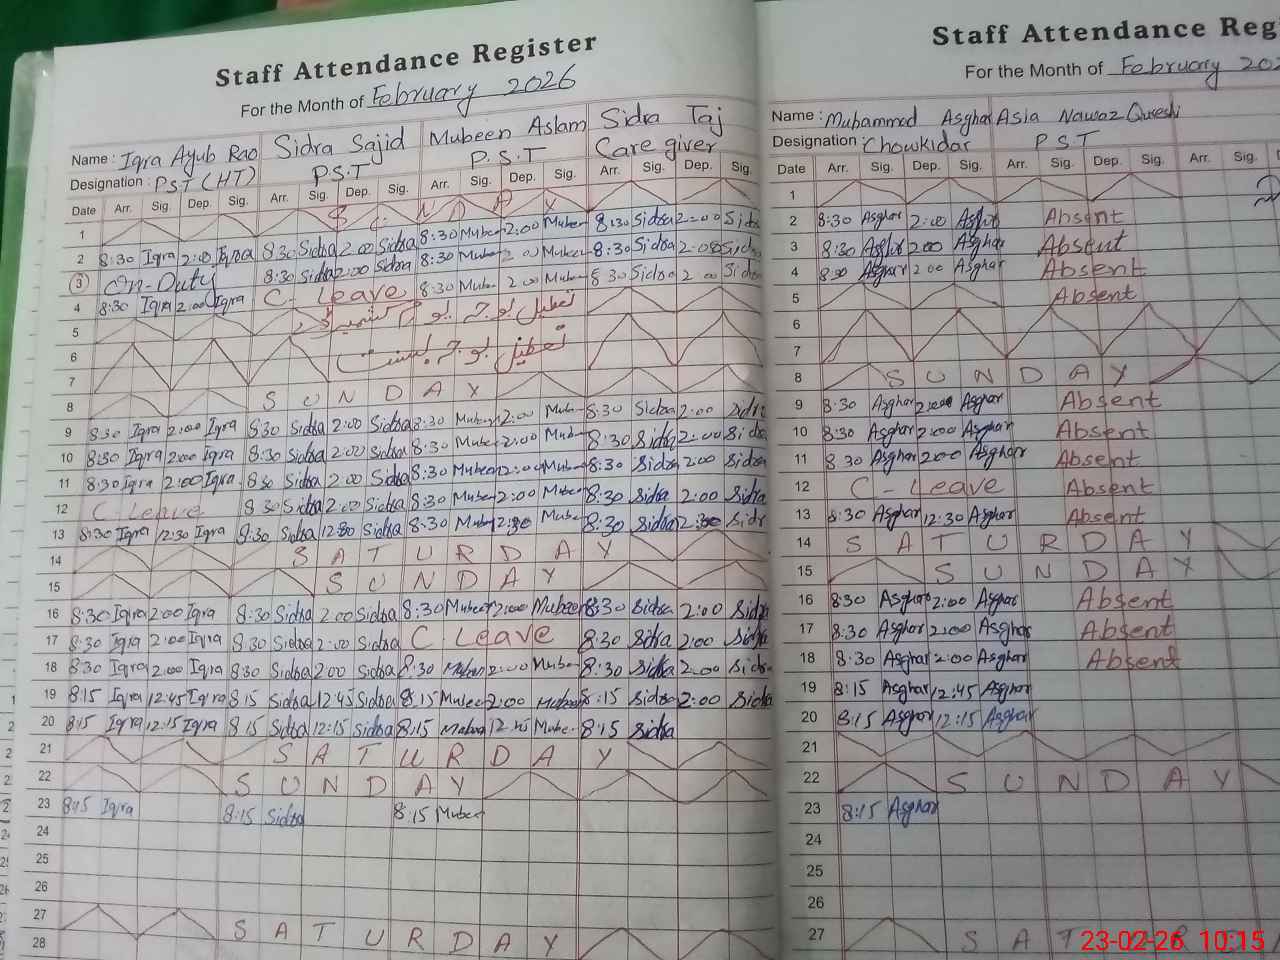 Staff Attendance Register
For the Month of February 2026
Name : Iqra Ayub Rao Sidra Sajid Mubeen Aslam Sidra Taj
Designation : PST (HT) PS.T P.S.T Care giver
Date Arr. Sig. Dep. Sig. Arr. Sig. Dep. Sig. Arr. Sig. Dep. Sig. Arr. Sig. Dep. Sig.
1 S U N D A Y
2 8:30 Iqra 2:00 Iqra 8:30 Sidra 2:00 Sidra 8:30 Mubeen 2:00 Mubeen 8:30 Sidra 2:00 Sidra
3 On-Duty 8:30 Sidra 2:00 Sidra 8:30 Mubeen 2:00 Mubeen 8:30 Sidra 2:00 Sidra
4 8:30 Iqra 2:00 Iqra C- Leave 8:30 Mubeen 2:00 Mubeen 8:30 Sidra 2:00 Sidra
5 تعطیل بوجہ یوم کشمیر
6 تعطیل بوجہ بسنت
7
8 S U N D A Y
9 8:30 Iqra 2:00 Iqra 8:30 Sidra 2:00 Sidra 8:30 Mubeen 2:00 Mube 8:30 Sidra 2:00 Sidra
10 8:30 Iqra 2:00 Iqra 8:30 Sidra 2:00 Sidra 8:30 Mubeen 2:00 Mube 8:30 Sidra 2:00 Sidra
11 8:30 Iqra 2:00 Iqra 8:30 Sidra 2:00 Sidra 8:30 Mubeen 2:00 Mube 8:30 Sidra 2:00 Sidra
12 C- Leave 8:30 Sidra 2:00 Sidra 8:30 Mubeen 2:00 Mube 8:30 Sidra 2:00 Sidra
13 8:30 Iqra 12:30 Iqra 8:30 Sidra 12:30 Sidra 8:30 Mubeen Mube 8:30 Sidra Sidr
14 S A T U R D A Y
15 S U N D A Y
16 8:30 Iqra 2:00 Iqra 8:30 Sidra 2:00 Sidra 8:30 Mubeen 2:00 Mubeen 8:30 Sidra 2:00 Sidra
17 8:30 Iqra 2:00 Iqra 8:30 Sidra 2:00 Sidra C Leave 8:30 Sidra 2:00 Sidra
18 8:30 Iqra 2:00 Iqra 8:30 Sidra 2:00 Sidra 8:30 Mubeen 2:00 Mube 8:30 Sidra 2:00 Sidra
19 8:15 Iqra 12:45 Iqra 8:15 Sidra 12:45 Sidra 8:15 Mubeen 2:00 Mubeen 8:15 Sidra 2:00 Sidra
20 8:15 Iqra 12:15 Iqra 8:15 Sidra 12:15 Sidra 8:15 Mubeen 12:15 Mube 8:15 Sidra
21 S A T U R D A Y
22 S U N D A Y
23 8:15 Iqra 8:15 Sidra 8:15 Mubeen
24
25
26
27
28 S A T U R D A Y
Staff Attendance Reg
For the Month of February 202
Name : Muhammad Asghar Asia Nawaz Qureshi
Designation : Chowkidar PST
Date Arr. Sig. Dep. Sig. Arr. Sig. Dep. Sig. Arr.
1
2 8:30 Asghar 2:00 Asghar Absent
3 8:30 Asghar 2:00 Asghar Absent
4 8:30 Asghar 2:00 Asghar Absent
5 Absent
6
7
8 S U N D A Y
9 8:30 Asghar 2:00 Asghar Absent
10 8:30 Asghar 2:00 Asghar Absent
11 8:30 Asghar 2:00 Asghar Absent
12 C - Leave Absent
13 8:30 Asghar 12:30 Asghar Absent
14 S A T U R D A Y
15 S U N D A Y
16 8:30 Asghar 2:00 Asghar Absent
17 8:30 Asghar 2:00 Asghar Absent
18 8:30 Asghar 2:00 Asghar Absent
19 8:15 Asghar 12:45 Asghar
20 8:15 Asghar 12:15 Asghar
21
22 S U N D A Y
23 8:15 Asghar
24
25
26
27 S A T
23-02-26 10:15